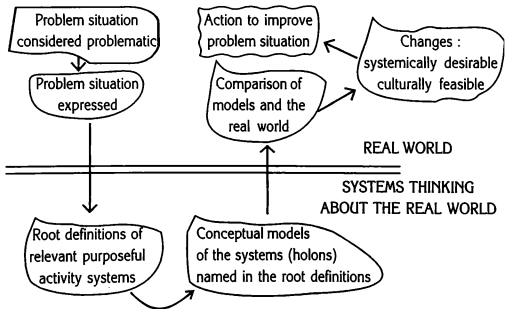 Problem situation
considered problematic
Problem situation
expressed
Action to improve
problem situation
Changes :
systemically desirable
culturally feasible
Comparison of
models and the
real world
REAL WORLD
SYSTEMS THINKING
ABOUT THE REAL WORLD
Root definitions of
relevant purposeful
activity systems
Conceptual models
of the systems (holons)
named in the root definitions